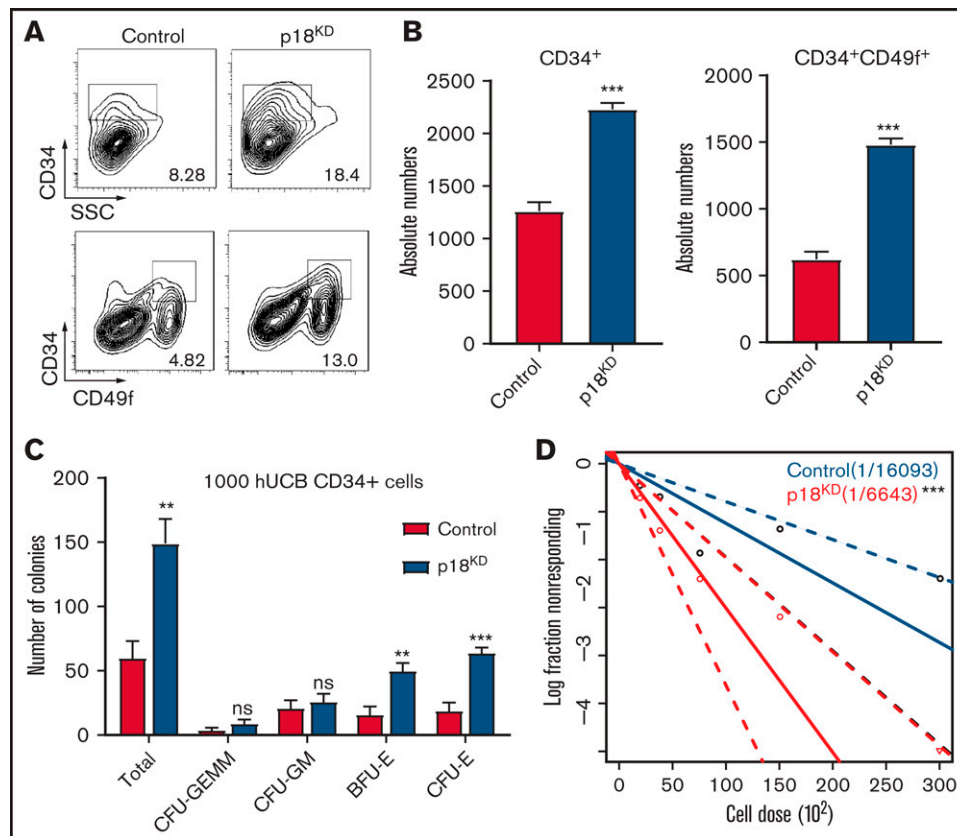 A
Control
p18KD
CD34
8.28
18.4
SSC
CD34
4.82
13.0
CD49f
B
CD34+
Absolute numbers
2500
2000
1500
1000
500
0
***
Control
p18KD
CD34+CD49f+
Absolute numbers
2000
1500
1000
500
0
***
Control
p18KD
C
1000 hUCB CD34+ cells
Number of colonies
200
150
100
50
0
Control
p18KD
**
ns
ns
**
***
Total
CFU-GEMM
CFU-GM
BFU-E
CFU-E
D
Control(1/16093)
p18KD(1/6643) ***
Log fraction nonresponding
0
−1
−2
−3
−4
0
50
100
150
200
250
300
Cell dose (10²)